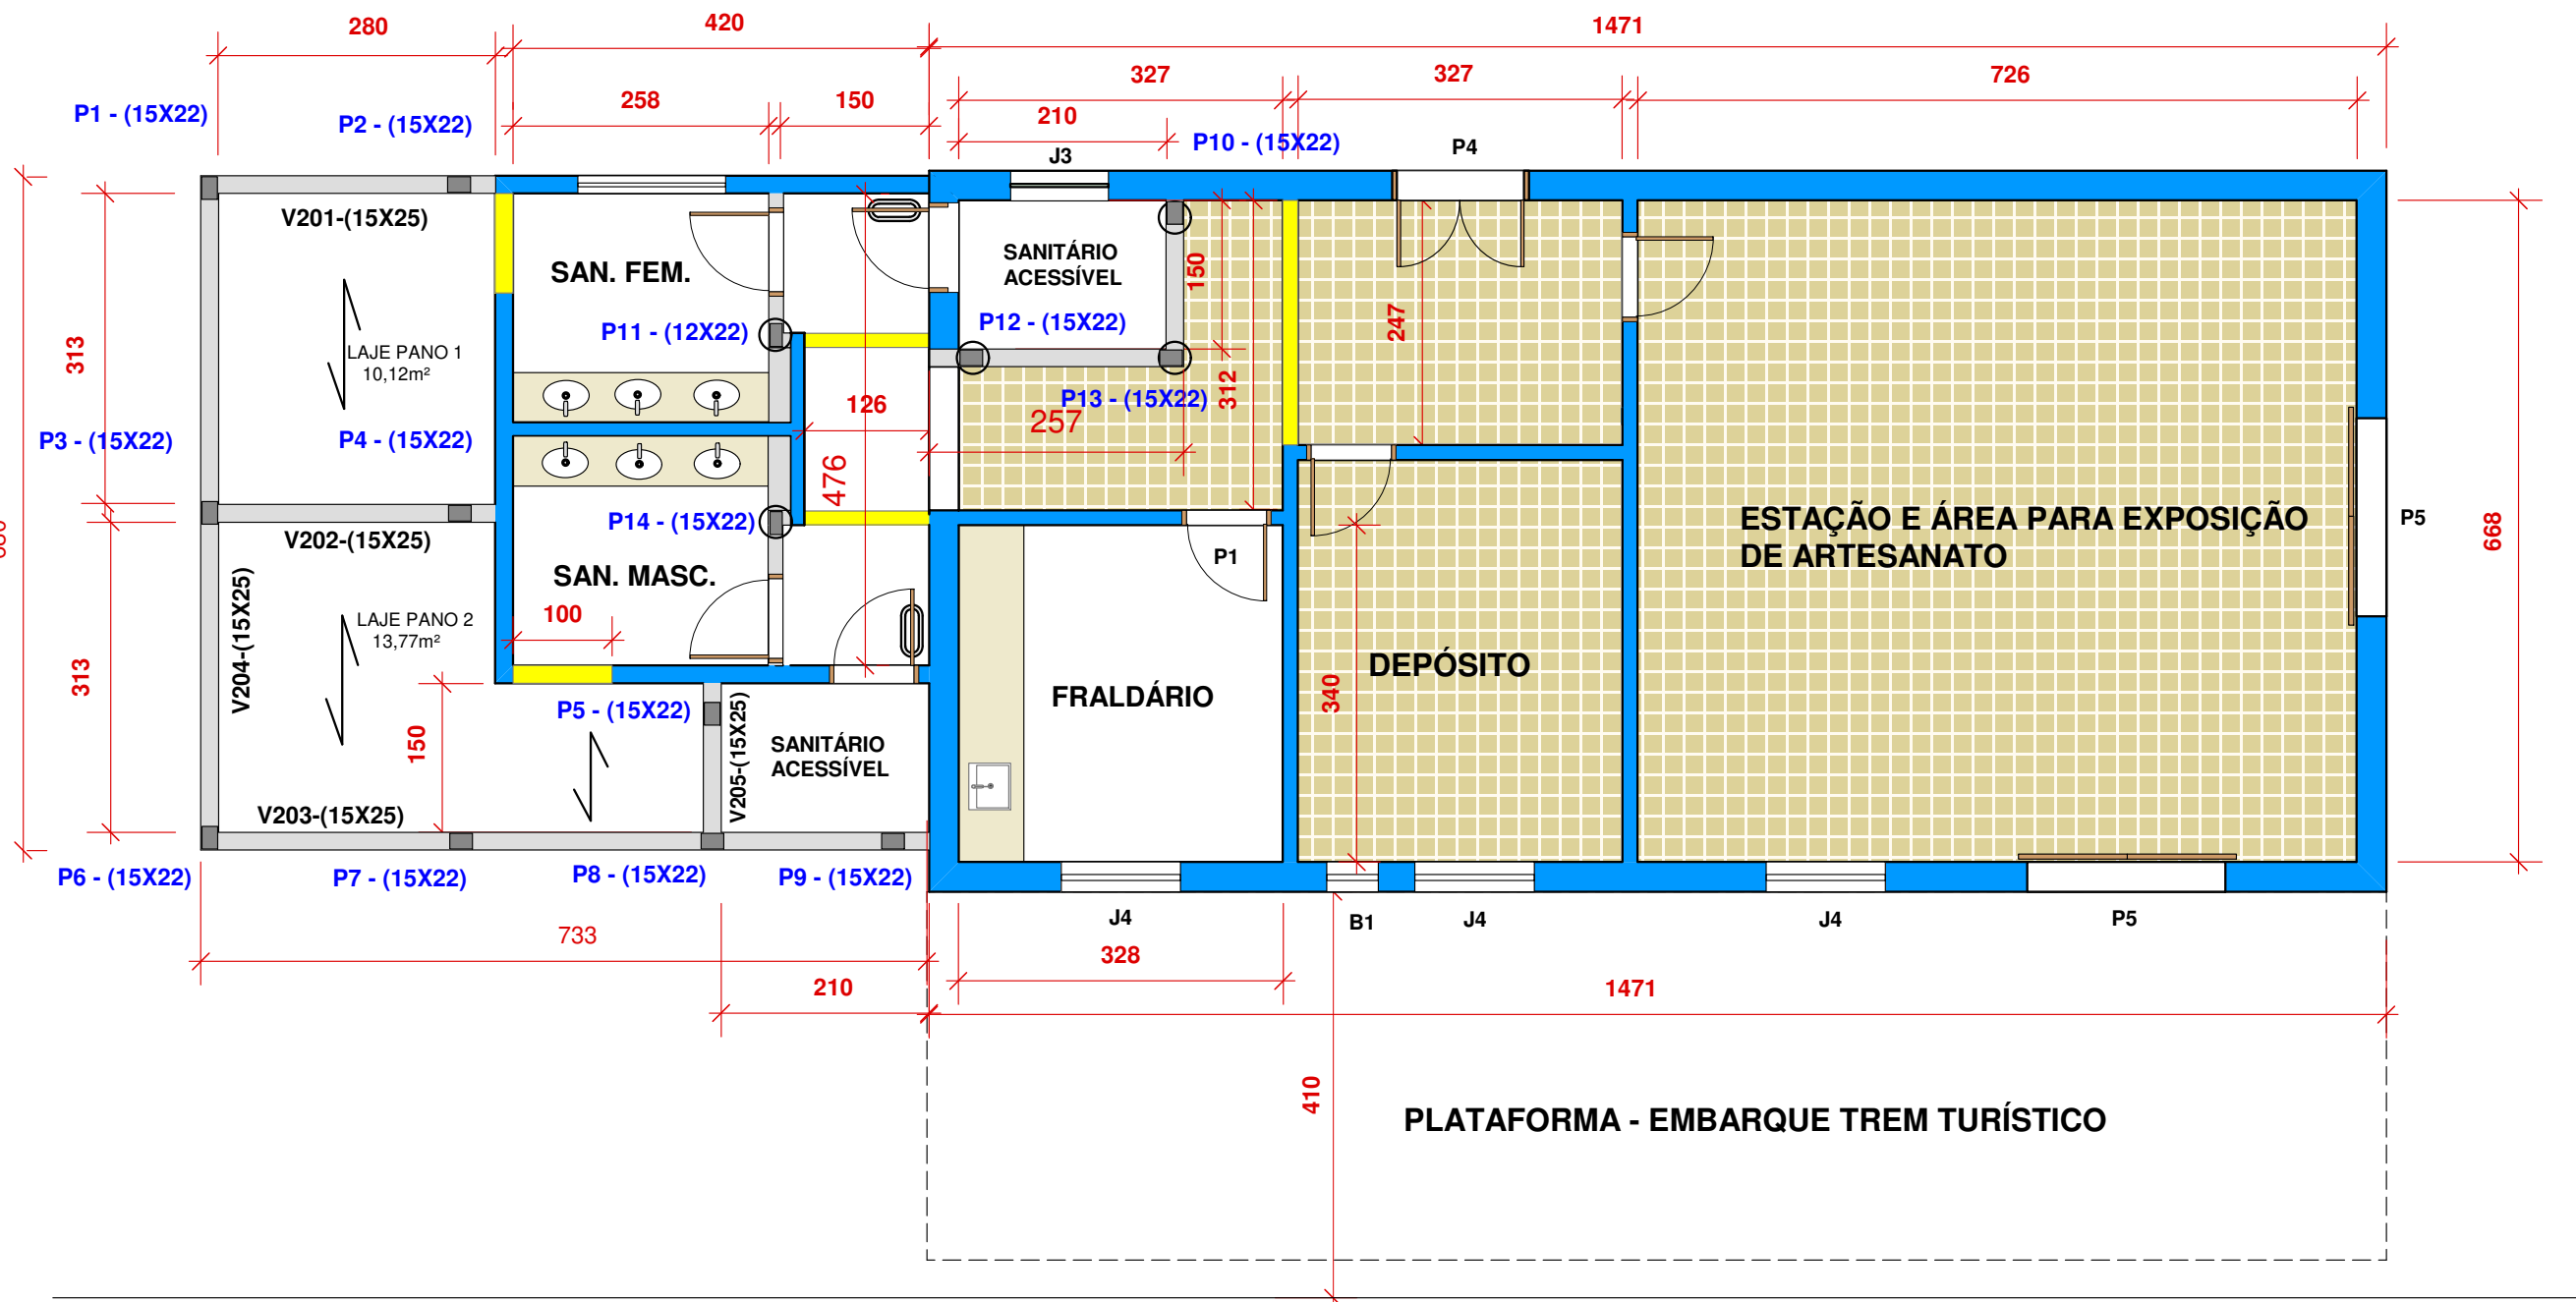 280
420
1471
327
327
726
258
150
210
P1 - (15X22)
P2 - (15X22)
P10 - (15X22)
J3
P4
V201-(15X25)
SAN. FEM.
SANITÁRIO
ACESSÍVEL
150
P11 - (12X22)
P12 - (15X22)
247
313
LAJE PANO 1
10,12m²
126
P13 - (15X22)
312
257
P3 - (15X22)
P4 - (15X22)
476
ESTAÇÃO E ÁREA PARA EXPOSIÇÃO
DE ARTESANATO
P5
668
P14 - (15X22)
V202-(15X25)
P1
SAN. MASC.
100
V204-(15X25)
LAJE PANO 2
13,77m²
313
DEPÓSITO
340
FRALDÁRIO
P5 - (15X22)
150
V205-(15X25)
SANITÁRIO
ACESSÍVEL
V203-(15X25)
P6 - (15X22)
P7 - (15X22)
P8 - (15X22)
P9 - (15X22)
J4
B1
J4
J4
P5
733
328
210
1471
410
PLATAFORMA - EMBARQUE TREM TURÍSTICO